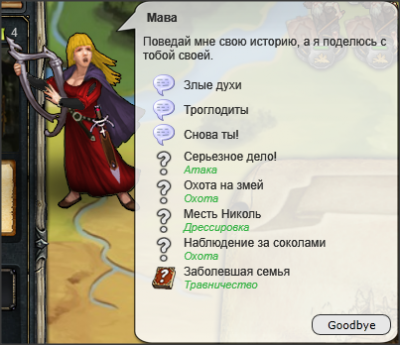 4
Мава
Поведай мне свою историю, а я поделюсь с
тобой своей.
Злые духи
Троглодиты
Снова ты!
Серьезное дело!
Атака
Охота на змей
Охота
Месть Николь
Дрессировка
Наблюдение за соколами
Охота
Заболевшая семья
Травничество
Goodbye